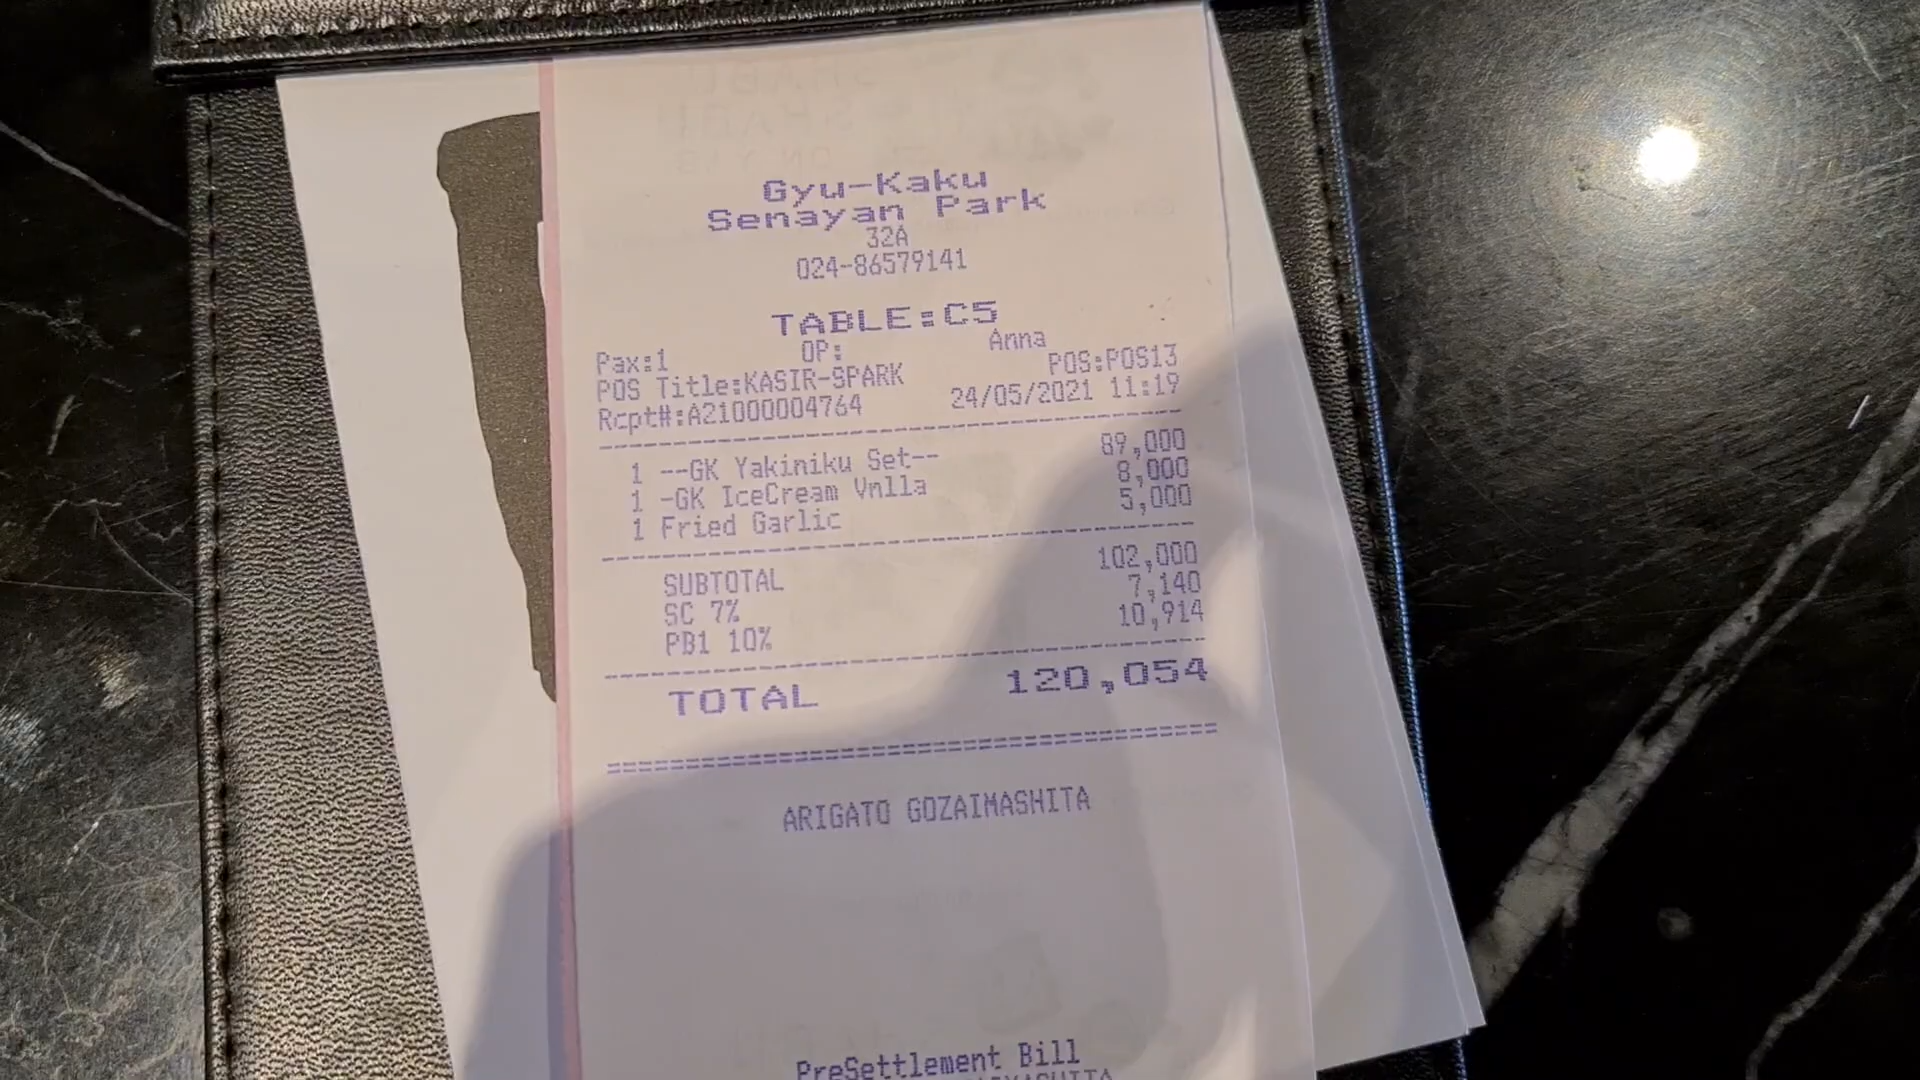 Gyu-Kaku
Senayan Park
32A
024-86579141
TABLE:C5
Pax:1 OP: Anna
POS Title:KASIR-SPARK POS:POS13
Rcpt#:A21000004764 24/05/2021 11:19
1 --GK Yakiniku Set-- 89,000
1 -GK IceCream Vnlla 8,000
1 Fried Garlic 5,000
SUBTOTAL 102,000
SC 7% 7,140
PB1 10% 10,914
TOTAL 120,054
ARIGATO GOZAIMASHITA
PreSettlement Bill